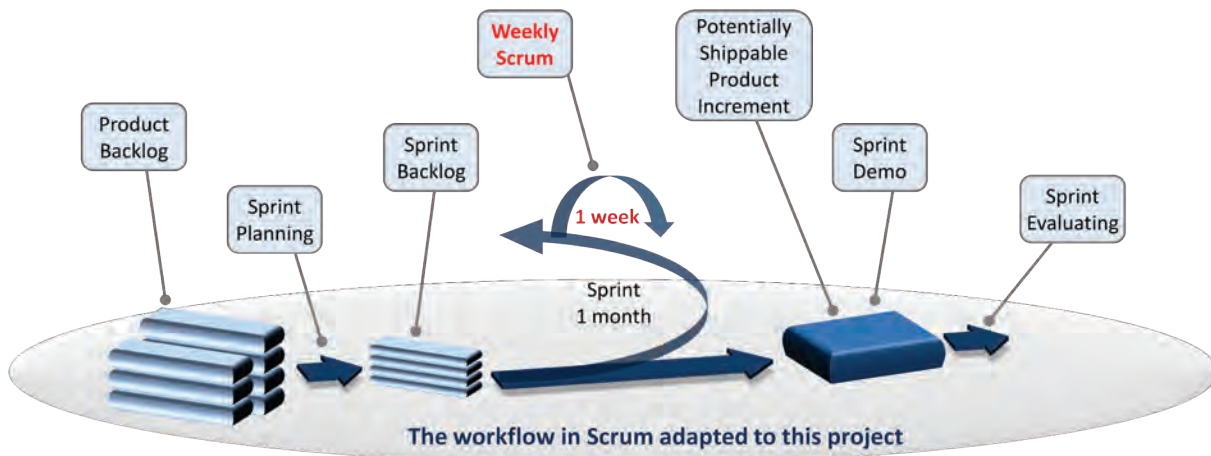 Weekly
Scrum
Potentially
Shippable
Product
Increment
Product
Backlog
Sprint
Backlog
Sprint
Demo
Sprint
Planning
Sprint
Evaluating
1 week
Sprint
1 month
The workflow in Scrum adapted to this project